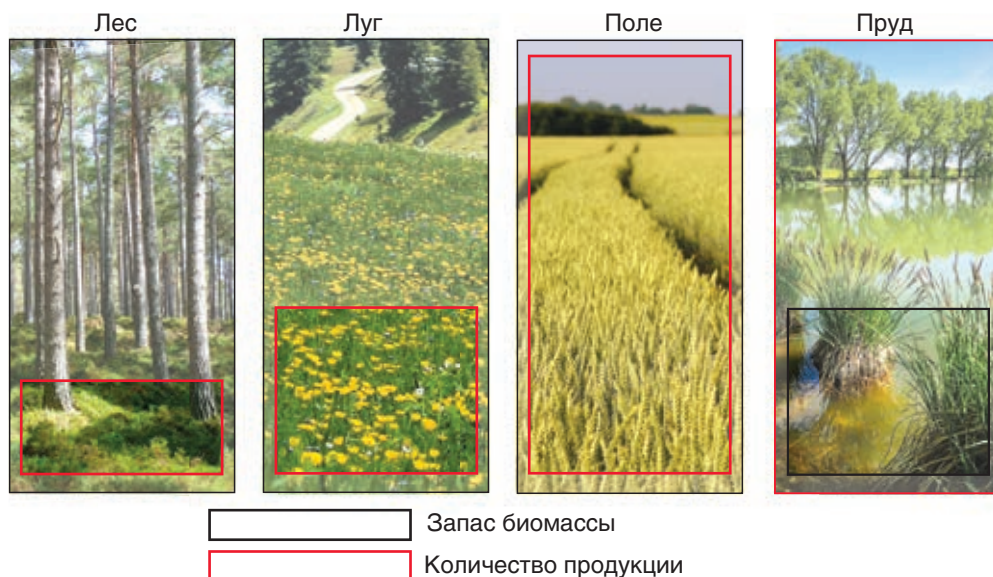 Лес
Луг
Поле
Пруд
Запас биомассы
Количество продукции